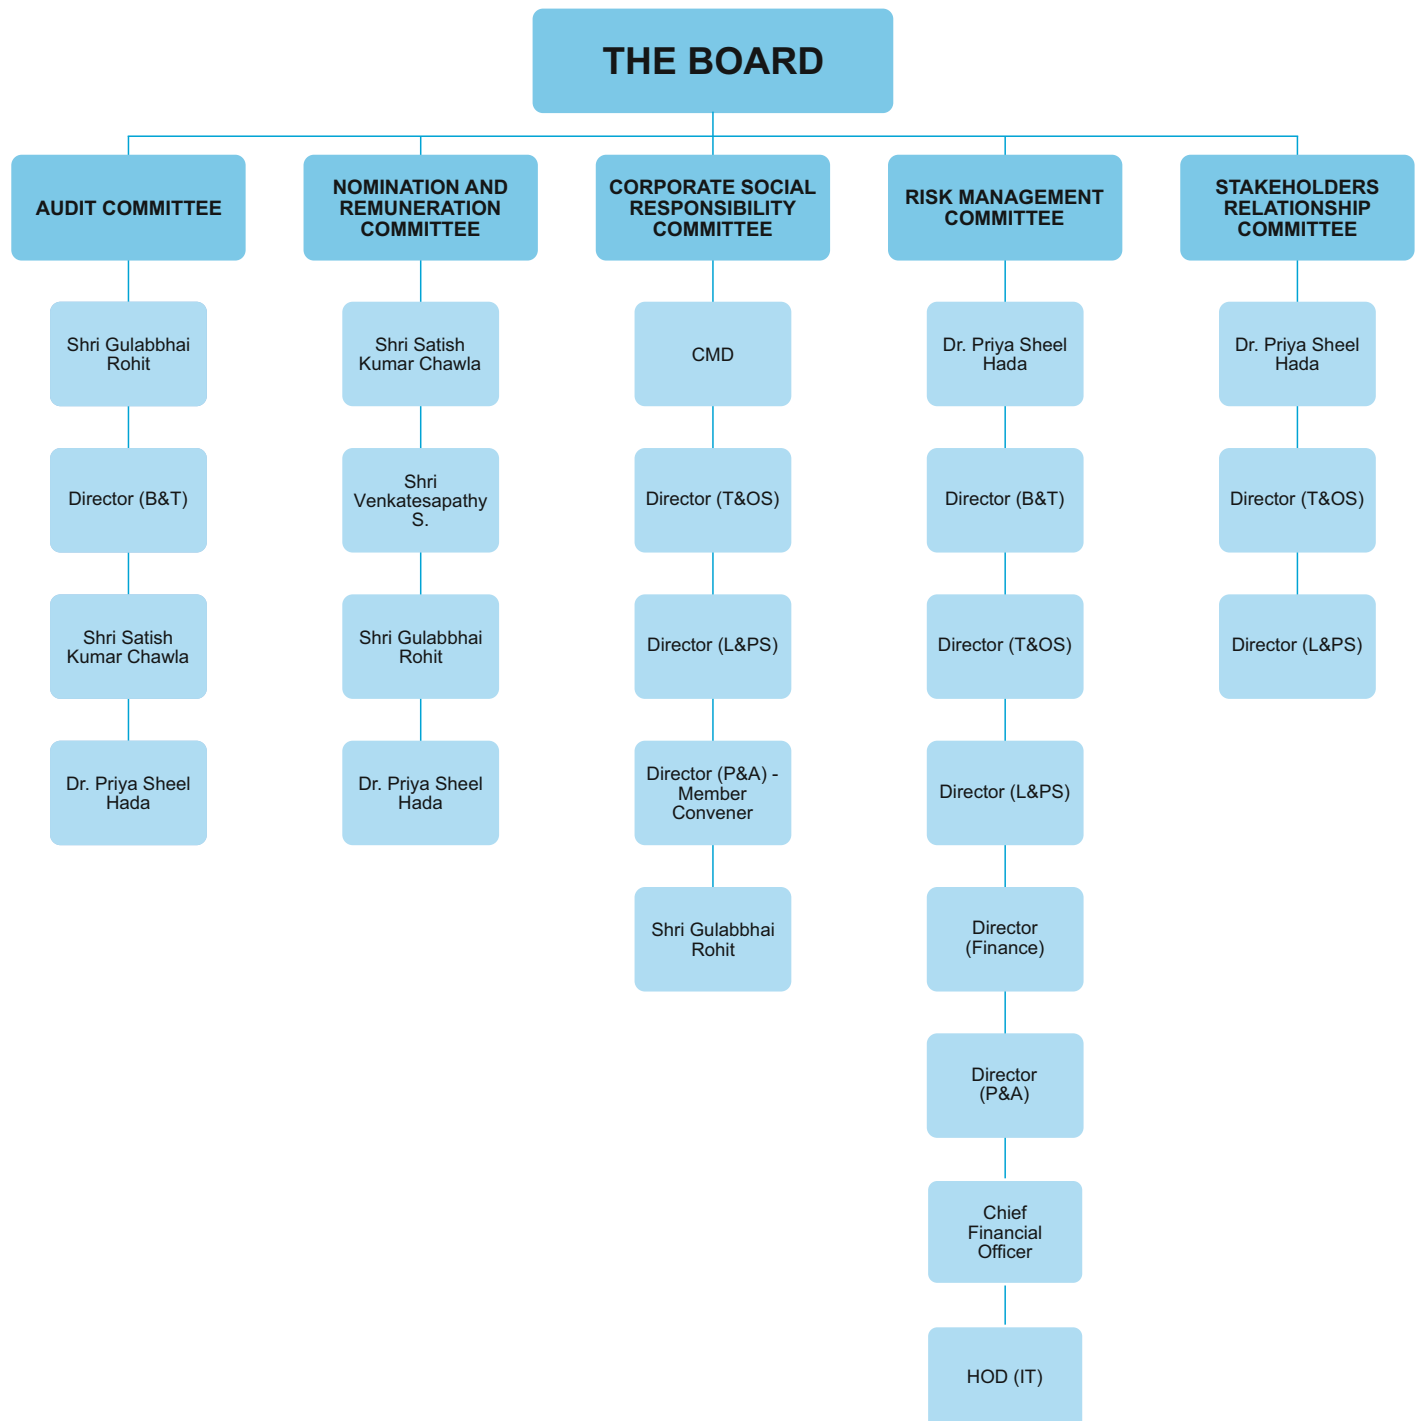 THE BOARD
AUDIT COMMITTEE
Shri Gulabbhai
Rohit
Director (B&T)
Shri Satish
Kumar Chawla
Dr. Priya Sheel
Hada
NOMINATION AND
REMUNERATION
COMMITTEE
Shri Satish
Kumar Chawla
Shri
Venkatesapathy
S.
Shri Gulabbhai
Rohit
Dr. Priya Sheel
Hada
CORPORATE SOCIAL
RESPONSIBILITY
COMMITTEE
CMD
Director (T&OS)
Director (L&PS)
Director (P&A) -
Member
Convener
Shri Gulabbhai
Rohit
RISK MANAGEMENT
COMMITTEE
Dr. Priya Sheel
Hada
Director (B&T)
Director (T&OS)
Director (L&PS)
Director
(Finance)
Director
(P&A)
Chief
Financial
Officer
HOD (IT)
STAKEHOLDERS
RELATIONSHIP
COMMITTEE
Dr. Priya Sheel
Hada
Director (T&OS)
Director (L&PS)